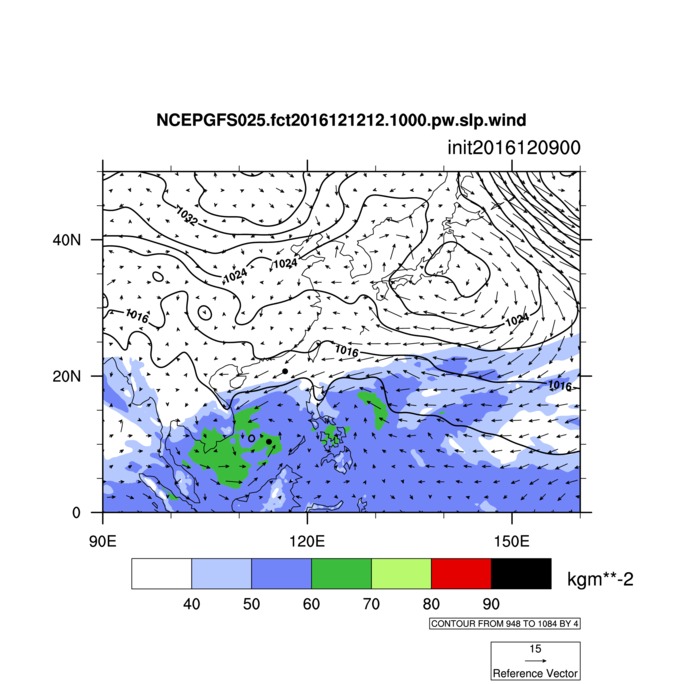 NCEPGFS025.fct2016121212.1000.pw.slp.wind
init2016120900
1032
40N
1024
1024
1016
1024
1016
20N
1016
0
90E 120E 150E
kgm**-2
40 50 60 70 80 90
CONTOUR FROM 948 TO 1084 BY 4
15
Reference Vector